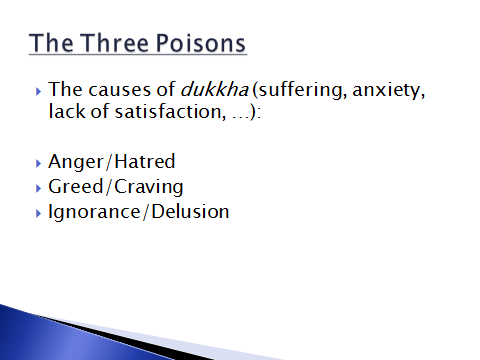 The Three Poisons
The causes of dukkha (suffering, anxiety,
lack of satisfaction, …):
Anger/Hatred
Greed/Craving
Ignorance/Delusion